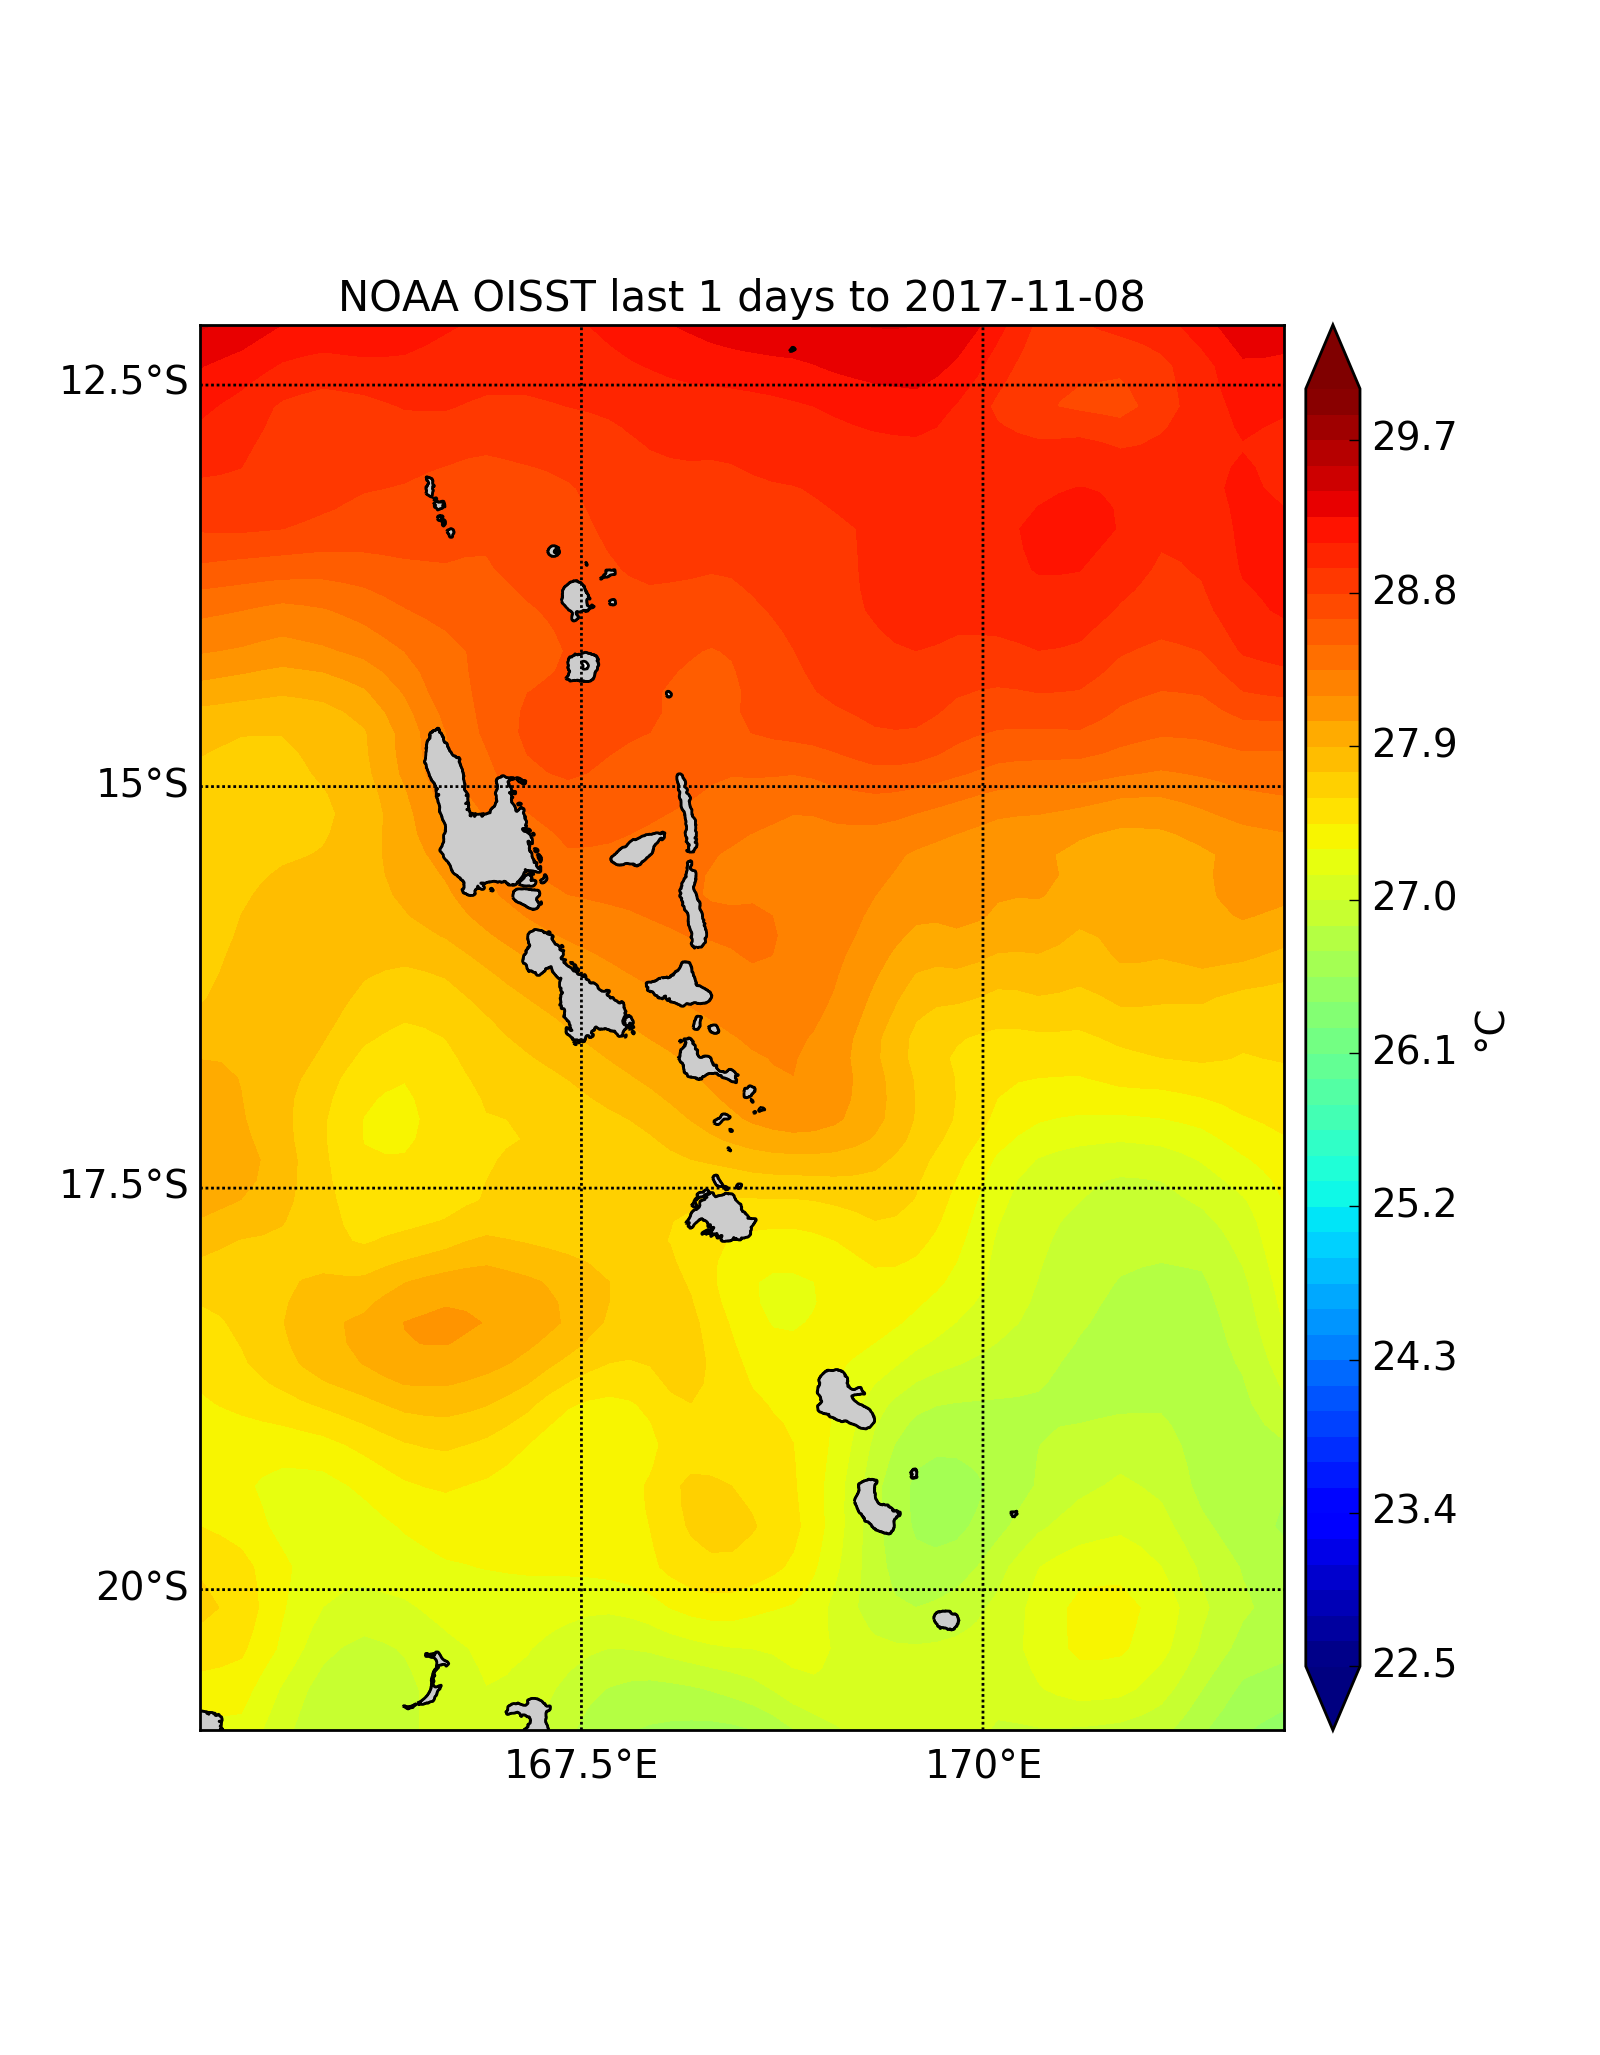 NOAA OISST last 1 days to 2017-11-08
12.5°S
15°S
17.5°S
20°S
167.5°E
170°E
29.7
28.8
27.9
27.0
26.1
25.2
24.3
23.4
22.5
°C